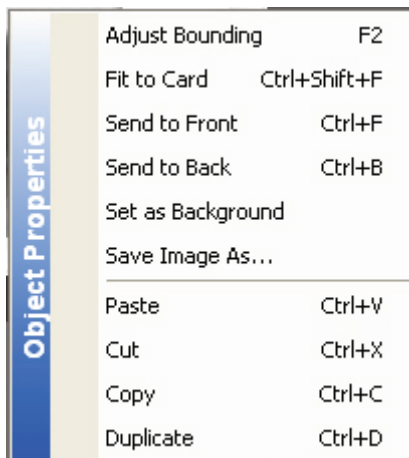 Object Properties
Adjust Bounding F2
Fit to Card Ctrl+Shift+F
Send to Front Ctrl+F
Send to Back Ctrl+B
Set as Background
Save Image As...
Paste Ctrl+V
Cut Ctrl+X
Copy Ctrl+C
Duplicate Ctrl+D